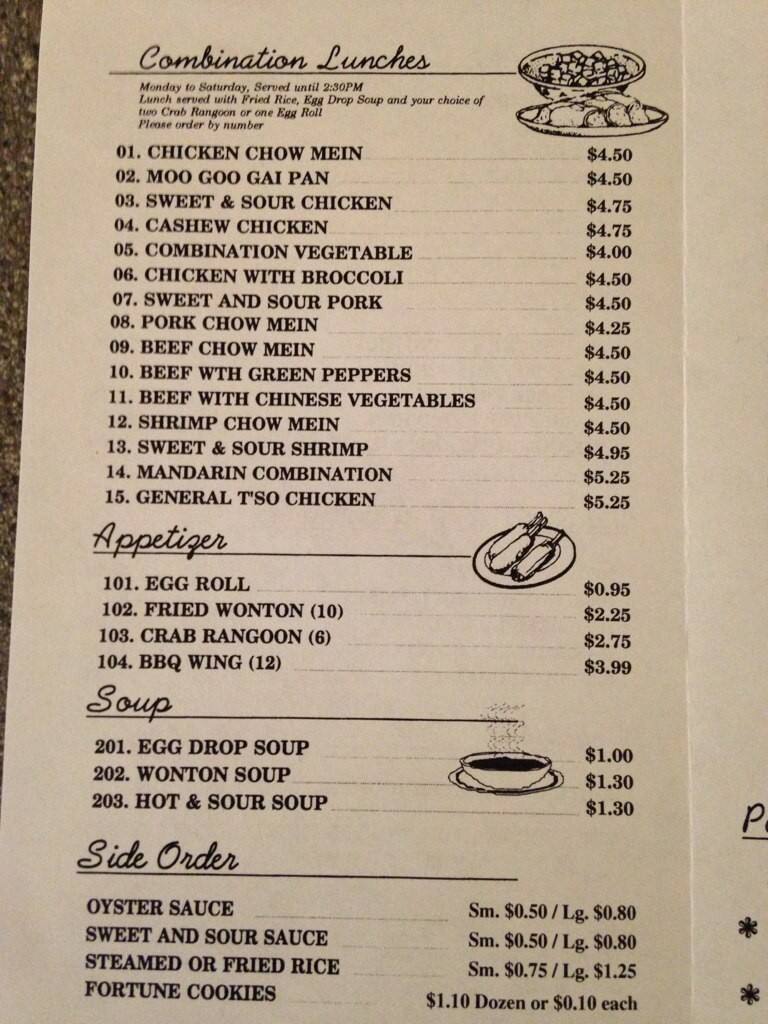 Combination Lunches
Monday to Saturday, Served until 2:30PM
Lunch served with Fried Rice, Egg Drop Soup and your choice of
two Crab Rangoon or one Egg Roll
Please order by number
01. CHICKEN CHOW MEIN $4.50
02. MOO GOO GAI PAN $4.50
03. SWEET & SOUR CHICKEN $4.75
04. CASHEW CHICKEN $4.75
05. COMBINATION VEGETABLE $4.00
06. CHICKEN WITH BROCCOLI $4.50
07. SWEET AND SOUR PORK $4.50
08. PORK CHOW MEIN $4.25
09. BEEF CHOW MEIN $4.50
10. BEEF WTH GREEN PEPPERS $4.50
11. BEEF WITH CHINESE VEGETABLES $4.50
12. SHRIMP CHOW MEIN $4.50
13. SWEET & SOUR SHRIMP $4.95
14. MANDARIN COMBINATION $5.25
15. GENERAL T'SO CHICKEN $5.25
Appetizer
101. EGG ROLL $0.95
102. FRIED WONTON (10) $2.25
103. CRAB RANGOON (6) $2.75
104. BBQ WING (12) $3.99
Soup
201. EGG DROP SOUP $1.00
202. WONTON SOUP $1.30
203. HOT & SOUR SOUP $1.30
Side Order
OYSTER SAUCE Sm. $0.50 / Lg. $0.80
SWEET AND SOUR SAUCE Sm. $0.50 / Lg. $0.80
STEAMED OR FRIED RICE Sm. $0.75 / Lg. $1.25
FORTUNE COOKIES $1.10 Dozen or $0.10 each